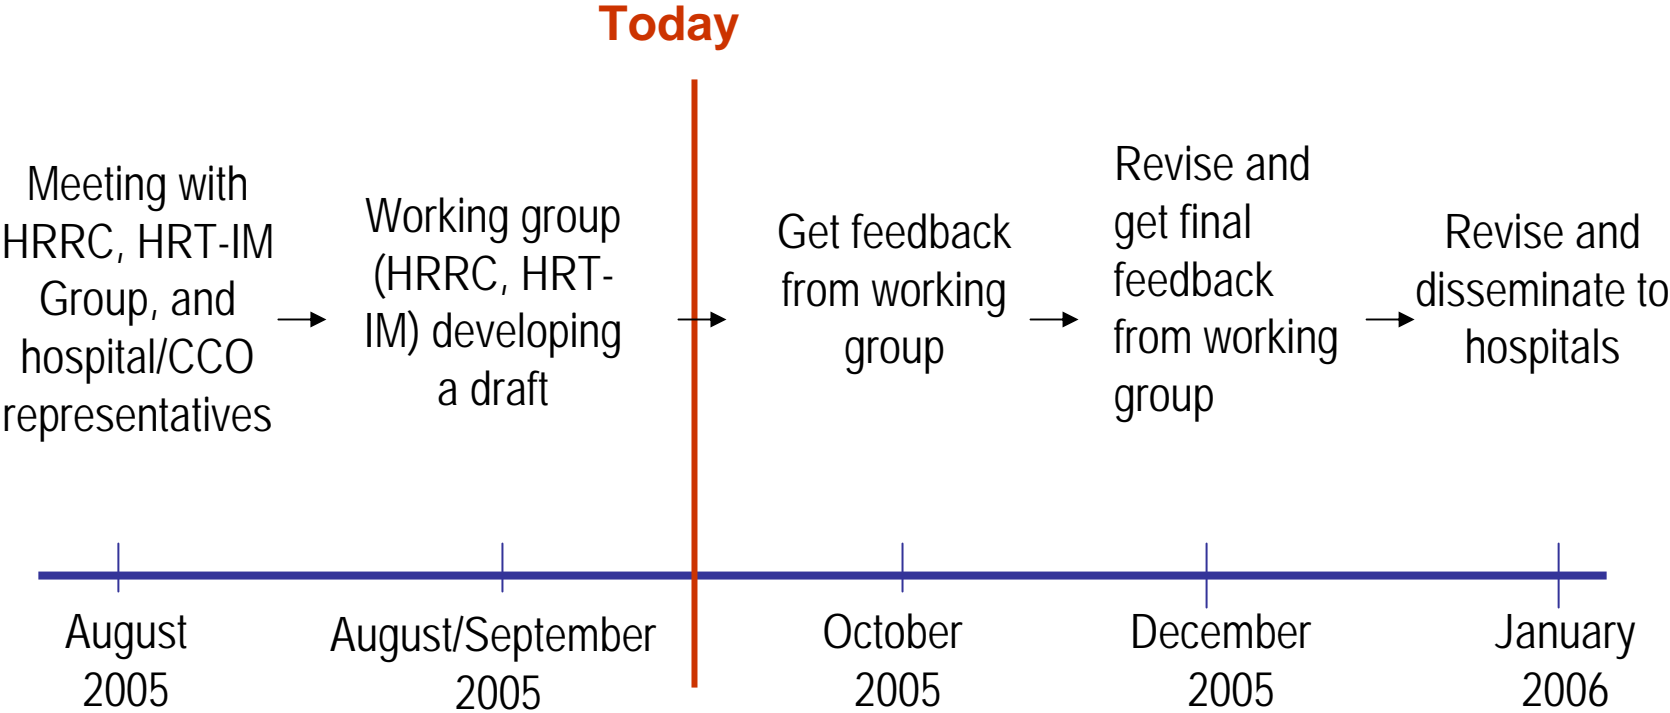 Today
Meeting with
HRRC, HRT-IM
Group, and
hospital/CCO
representatives
Working group
(HRRC, HRT-
IM) developing
a draft
Get feedback
from working
group
Revise and
get final
feedback
from working
group
Revise and
disseminate to
hospitals
August
2005
August/September
2005
October
2005
December
2005
January
2006